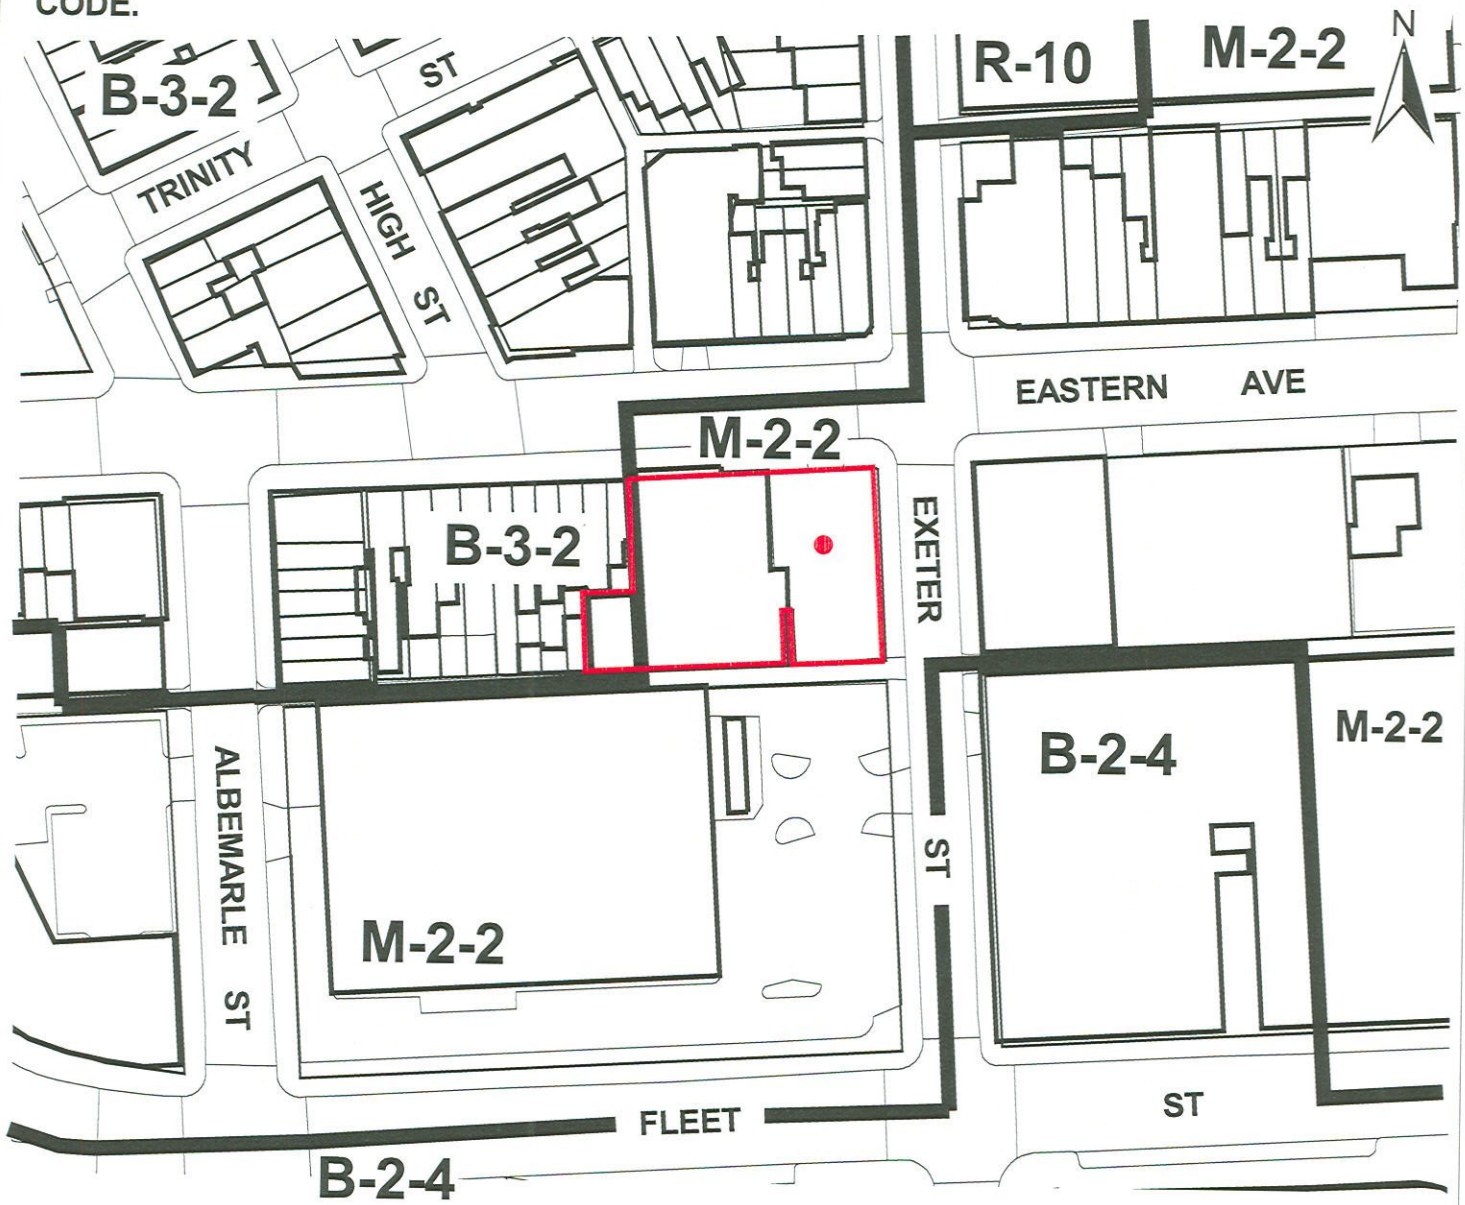 CODE.
N
B-3-2
ST
R-10
M-2-2
TRINITY
HIGH ST
EASTERN AVE
M-2-2
B-3-2
EXETER ST
ALBEMARLE ST
B-2-4
M-2-2
M-2-2
FLEET ST
B-2-4